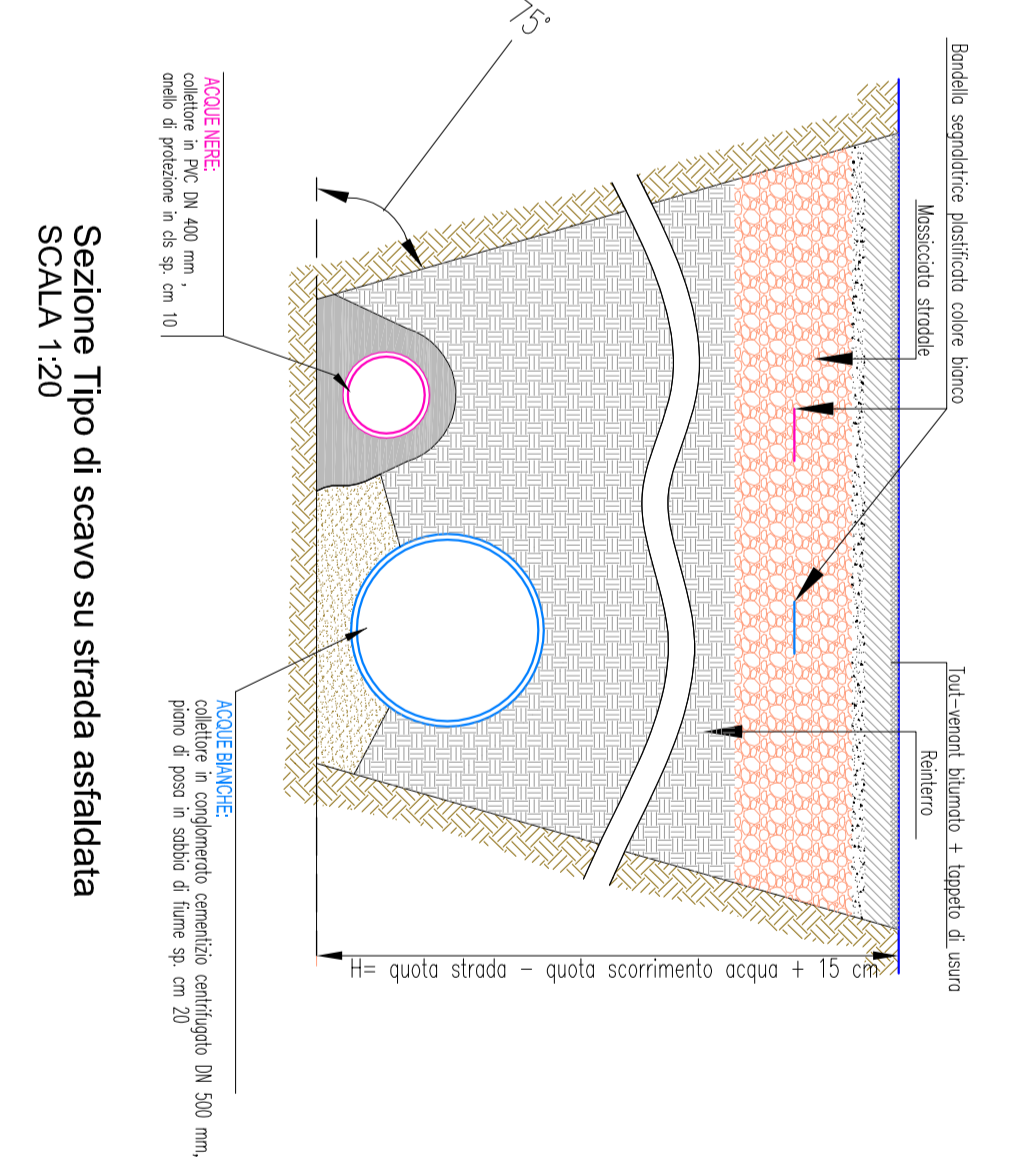 Bandella segnalatrice plastificata colore bianco
Massicciata stradale
Tout-venant bitumato + tappeto di usura
Reinterro
75°
H= quota strada - quota scorrimento acqua + 15 cm
ACQUE NERE:
collettore in PVC DN 400 mm ,
anello di protezione in cls sp. cm 10
ACQUE BIANCHE:
collettore in conglomerato cementizio centrifugato DN 500 mm,
piano di posa in sabbia di fiume sp. cm 20
Sezione Tipo di scavo su strada asfaldata
SCALA 1:20